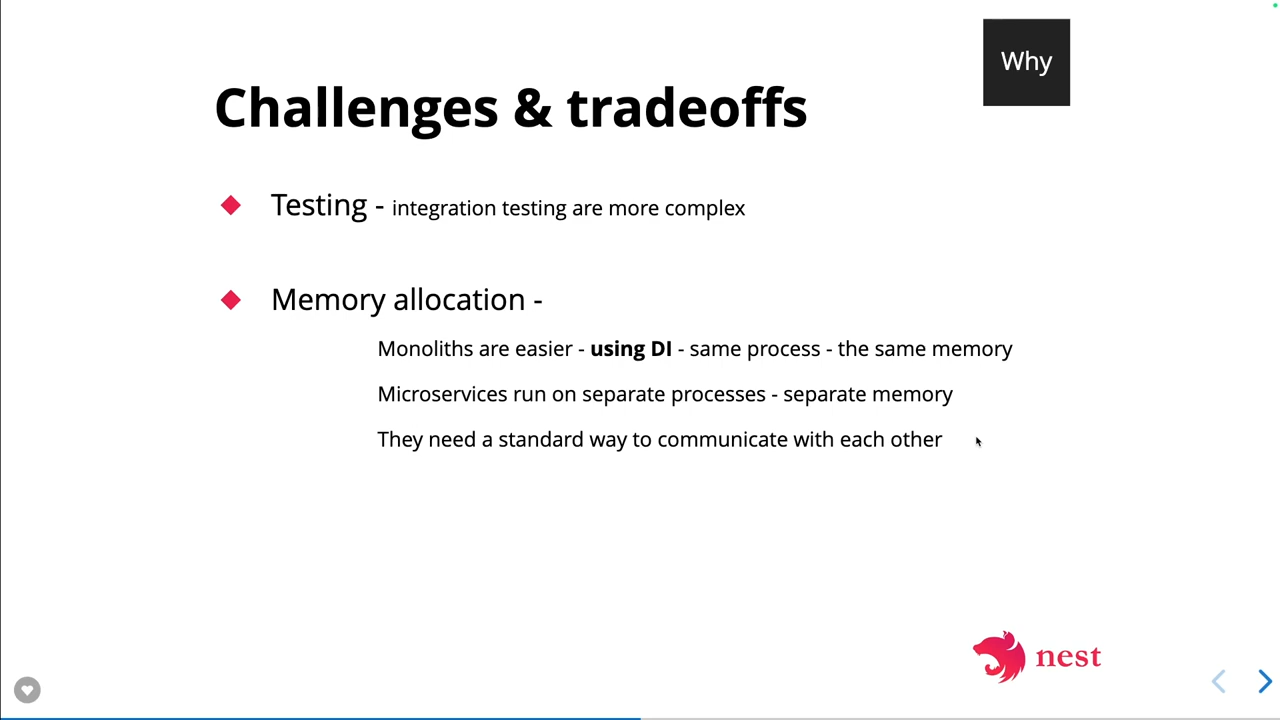 Why
Challenges & tradeoffs
Testing - integration testing are more complex
Memory allocation -
Monoliths are easier - using DI - same process - the same memory
Microservices run on separate processes - separate memory
They need a standard way to communicate with each other
nest